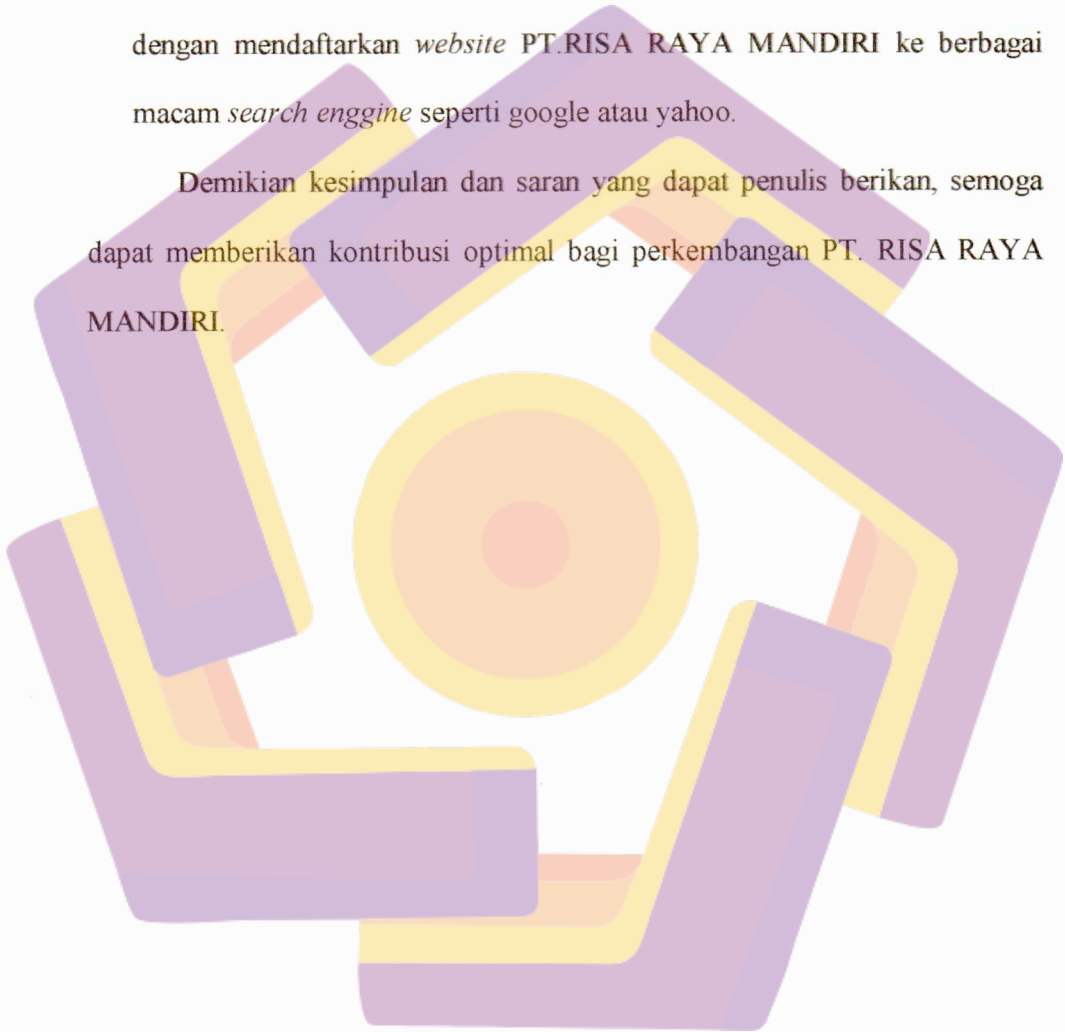 dengan mendaftarkan website PT.RISA RAYA MANDIRI ke berbagai
macam search enggine seperti google atau yahoo.
Demikian kesimpulan dan saran yang dapat penulis berikan, semoga
dapat memberikan kontribusi optimal bagi perkembangan PT. RISA RAYA
MANDIRI.